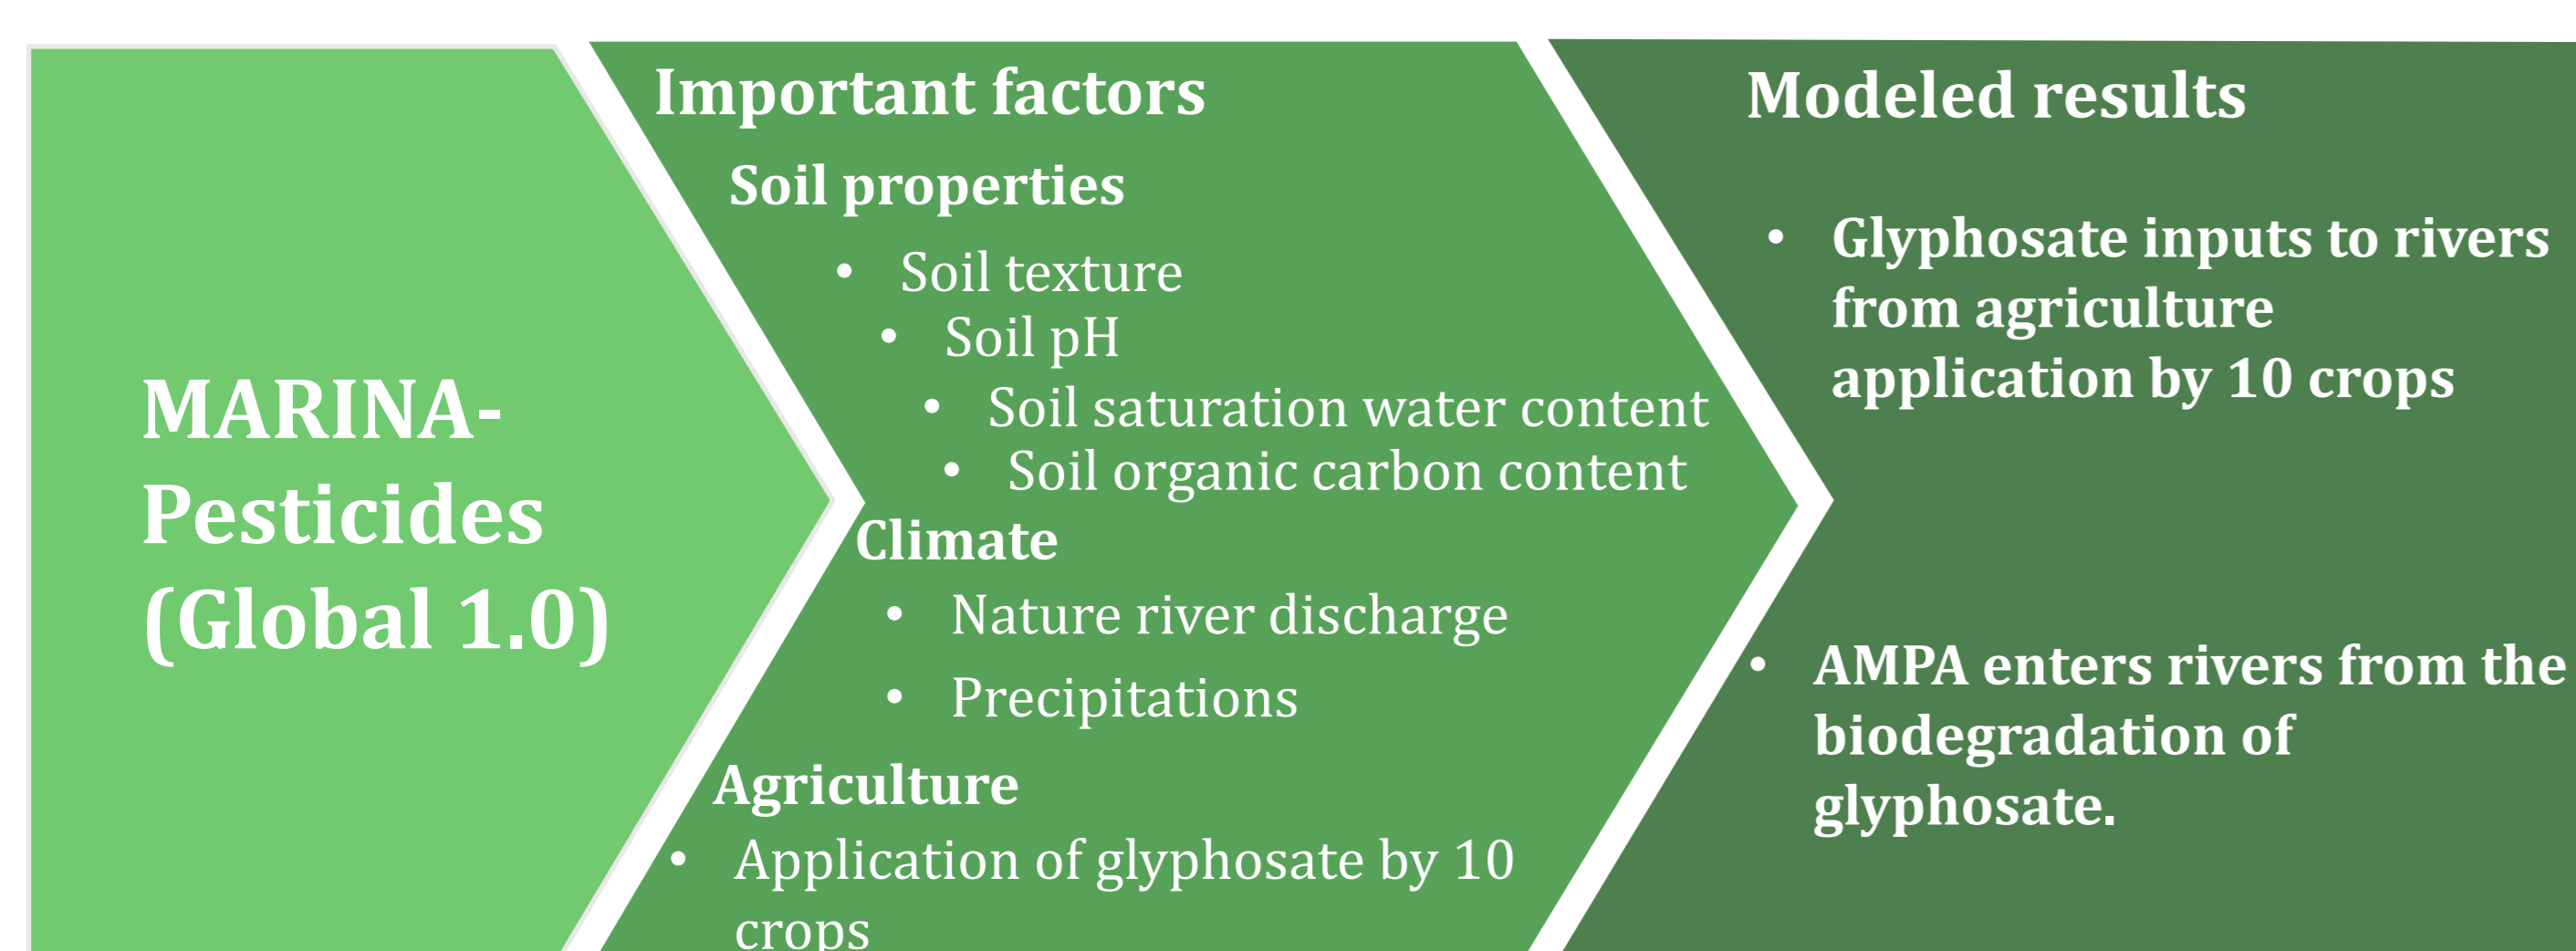 MARINA-
Pesticides
(Global 1.0)
Important factors
Soil properties
• Soil texture
• Soil pH
• Soil saturation water content
• Soil organic carbon content
Climate
• Nature river discharge
• Precipitations
Agriculture
• Application of glyphosate by 10
crops
Modeled results
• Glyphosate inputs to rivers
from agriculture
application by 10 crops
• AMPA enters rivers from the
biodegradation of
glyphosate.